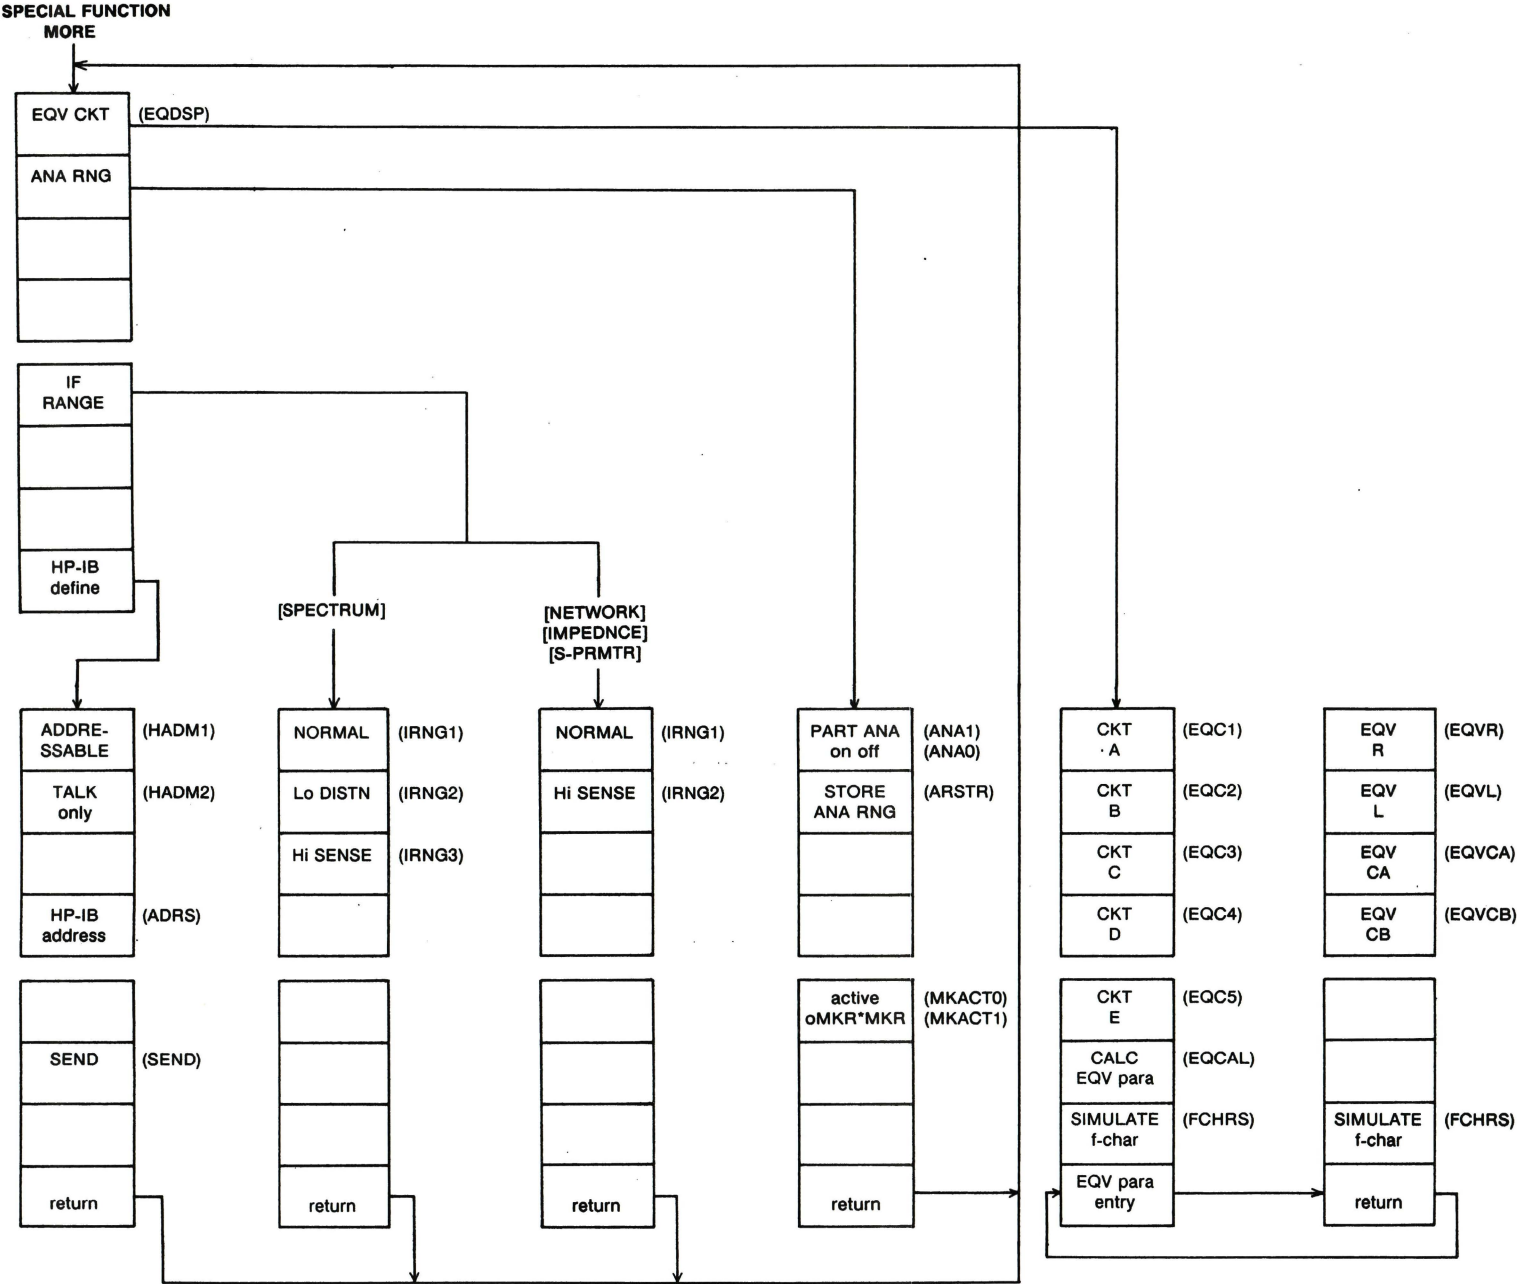 SPECIAL FUNCTION
MORE
EQV CKT
(EQDSP)
ANA RNG
IF
RANGE
HP-IB
define
[SPECTRUM]
[NETWORK]
[IMPEDNCE]
[S-PRMTR]
ADDRE-
SSABLE
(HADM1)
TALK
only
(HADM2)
HP-IB
address
(ADRS)
SEND
(SEND)
return
NORMAL
(IRNG1)
Lo DISTN
(IRNG2)
Hi SENSE
(IRNG3)
return
NORMAL
(IRNG1)
Hi SENSE
(IRNG2)
return
PART ANA
on off
(ANA1)
(ANA0)
STORE
ANA RNG
(ARSTR)
active
oMKR*MKR
(MKACT0)
(MKACT1)
return
CKT
A
(EQC1)
CKT
B
(EQC2)
CKT
C
(EQC3)
CKT
D
(EQC4)
CKT
E
(EQC5)
CALC
EQV para
(EQCAL)
SIMULATE
f-char
(FCHRS)
EQV para
entry
EQV
R
(EQVR)
EQV
L
(EQVL)
EQV
CA
(EQVCA)
EQV
CB
(EQVCB)
SIMULATE
f-char
(FCHRS)
return